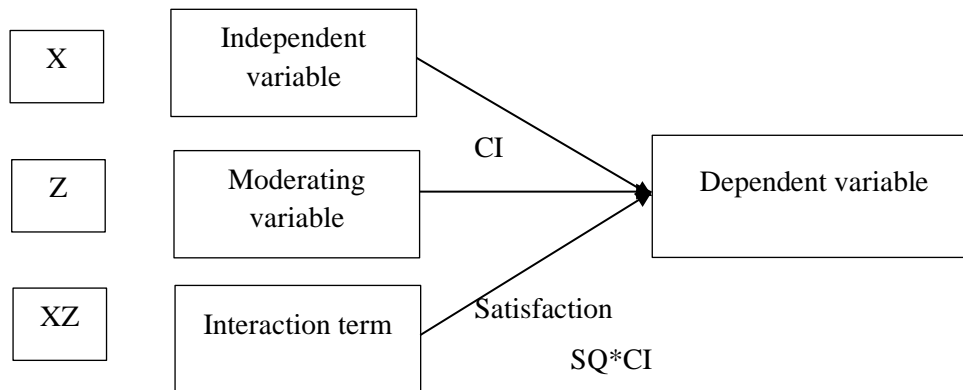 X
Independent
variable
CI
Z
Moderating
variable
Dependent variable
XZ
Interaction term
Satisfaction
SQ*CI